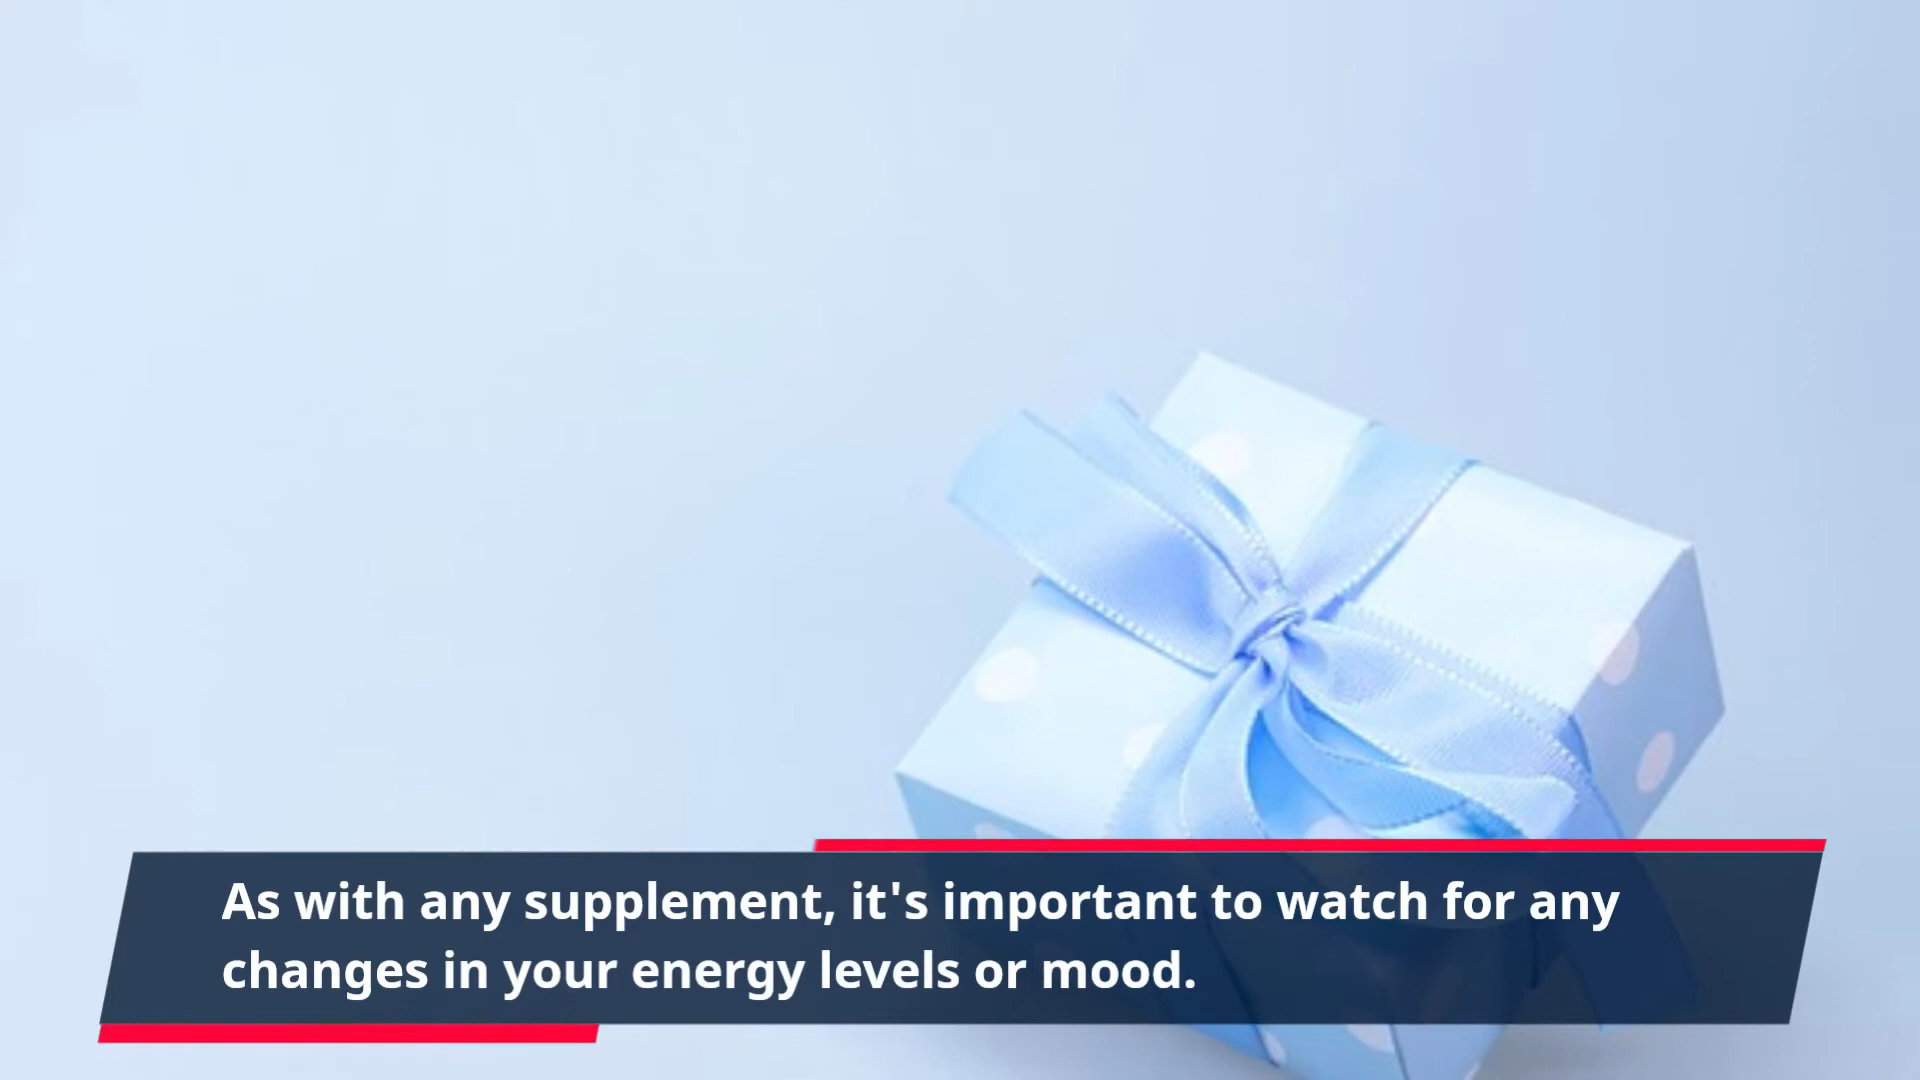 As with any supplement, it's important to watch for any
changes in your energy levels or mood.